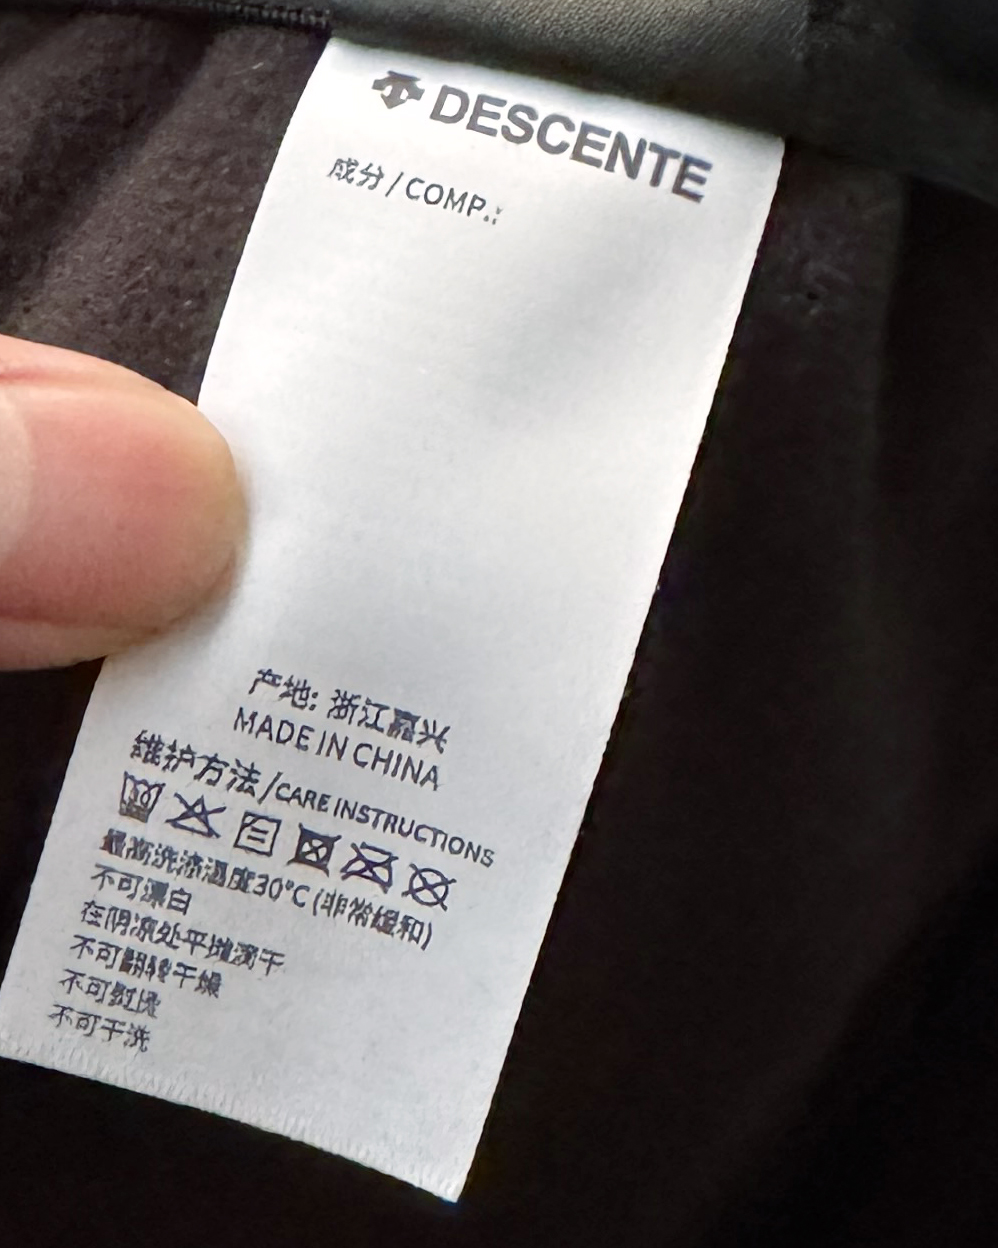 DESCENTE
成分 / COMP.:
产地: 浙江嘉兴
MADE IN CHINA
维护方法 / CARE INSTRUCTIONS
最高洗涤温度30°C (非常缓和)
不可漂白
在阴凉处平摊滴干
不可翻转干燥
不可熨烫
不可干洗